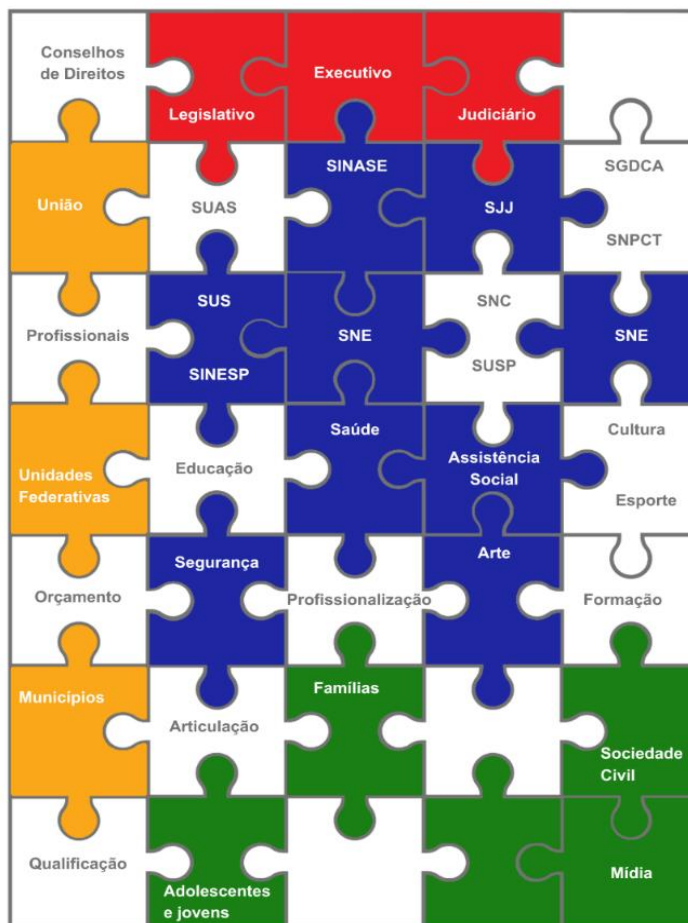 Conselhos
de Direitos
Legislativo
Executivo
Judiciário
União
SUAS
SINASE
SJJ
SGDCA
SNPCT
Profissionais
SUS
SINESP
SNE
SNC
SUSP
SNE
Unidades
Federativas
Educação
Saúde
Assistência
Social
Cultura
Esporte
Orçamento
Segurança
Profissionalização
Arte
Formação
Municípios
Articulação
Famílias
Sociedade
Civil
Qualificação
Adolescentes
e jovens
Mídia